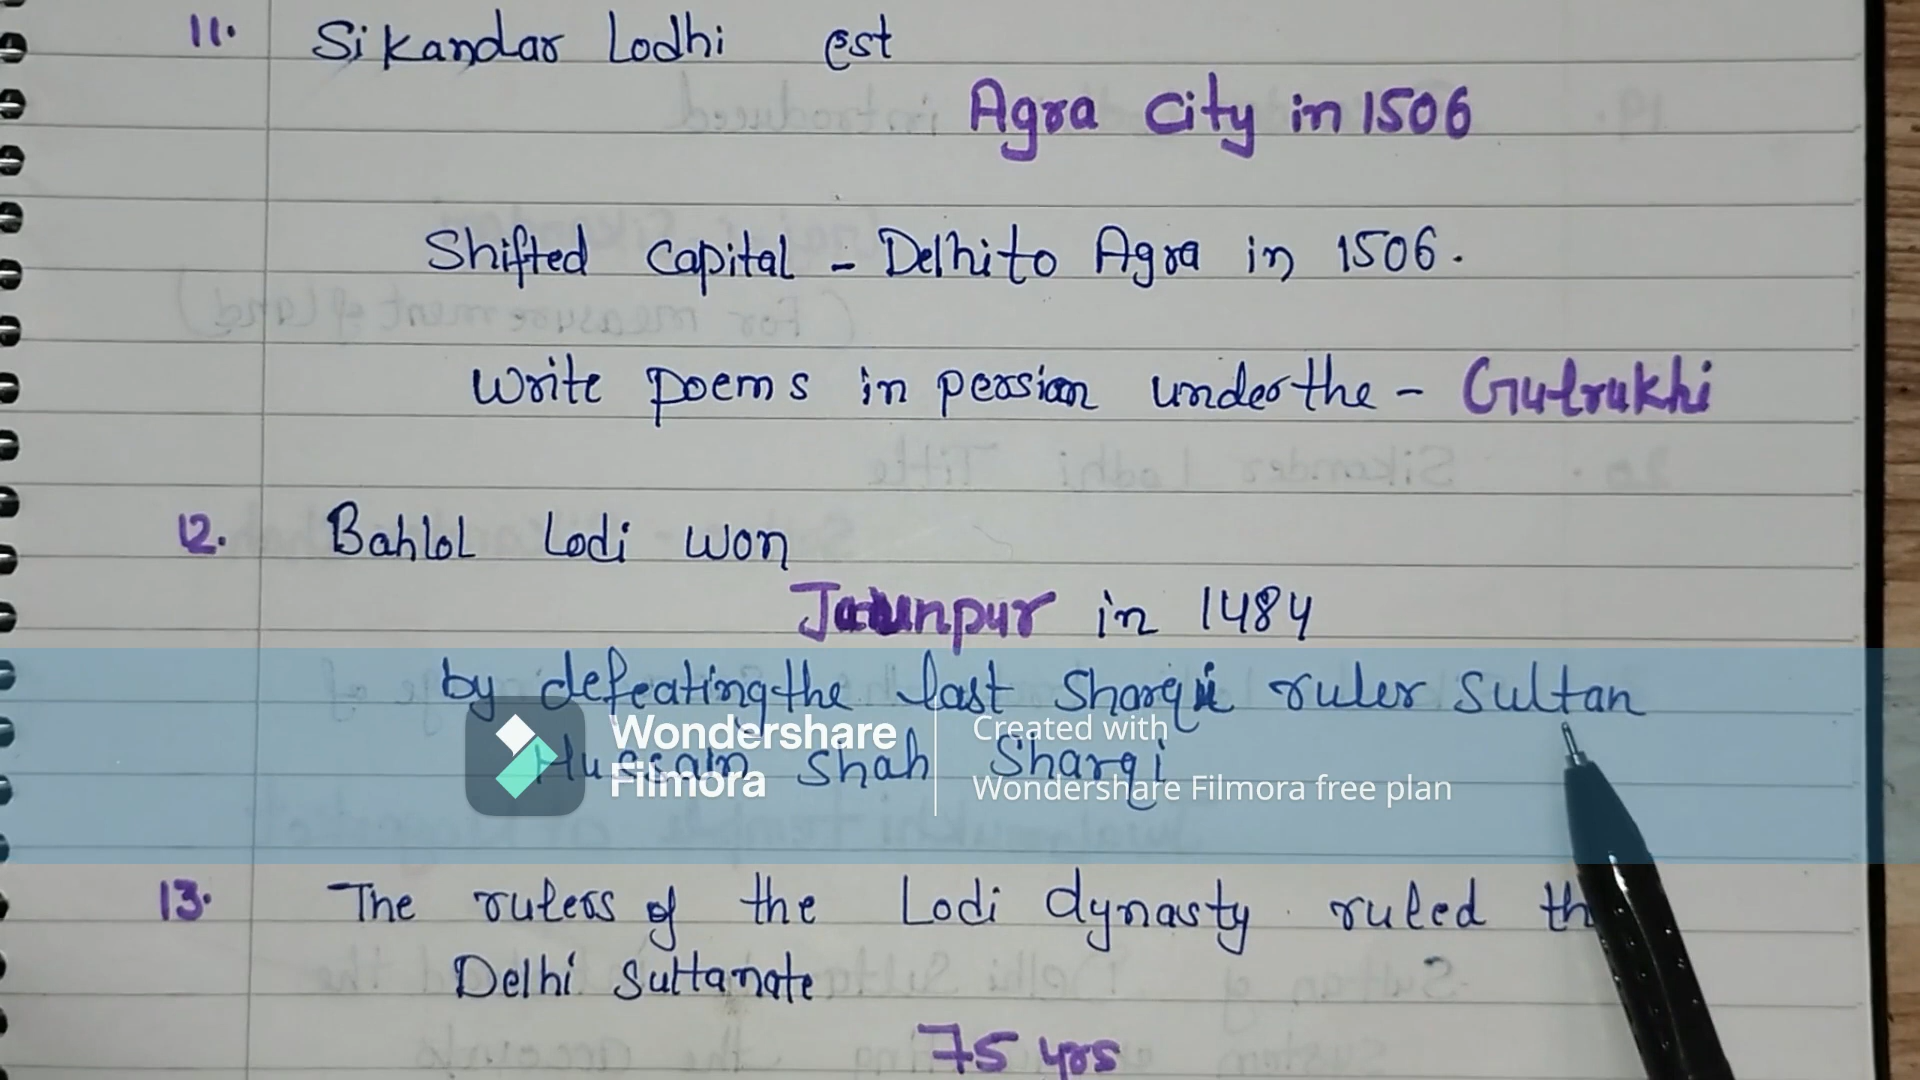 11. Sikandar Lodhi est
Agra City in 1506
Shifted Capital - Delhi to Agra in 1506.
Write poems in persian under the - Gulrukhi
12. Bahlol Lodi won
Jaunpur in 1484
by defeating the last Sharqi ruler Sultan
Hussain Shah Sharqi
Wondershare Filmora
Created with
Wondershare Filmora free plan
13. The rulers of the Lodi dynasty ruled th
Delhi Sultanate
75 yrs